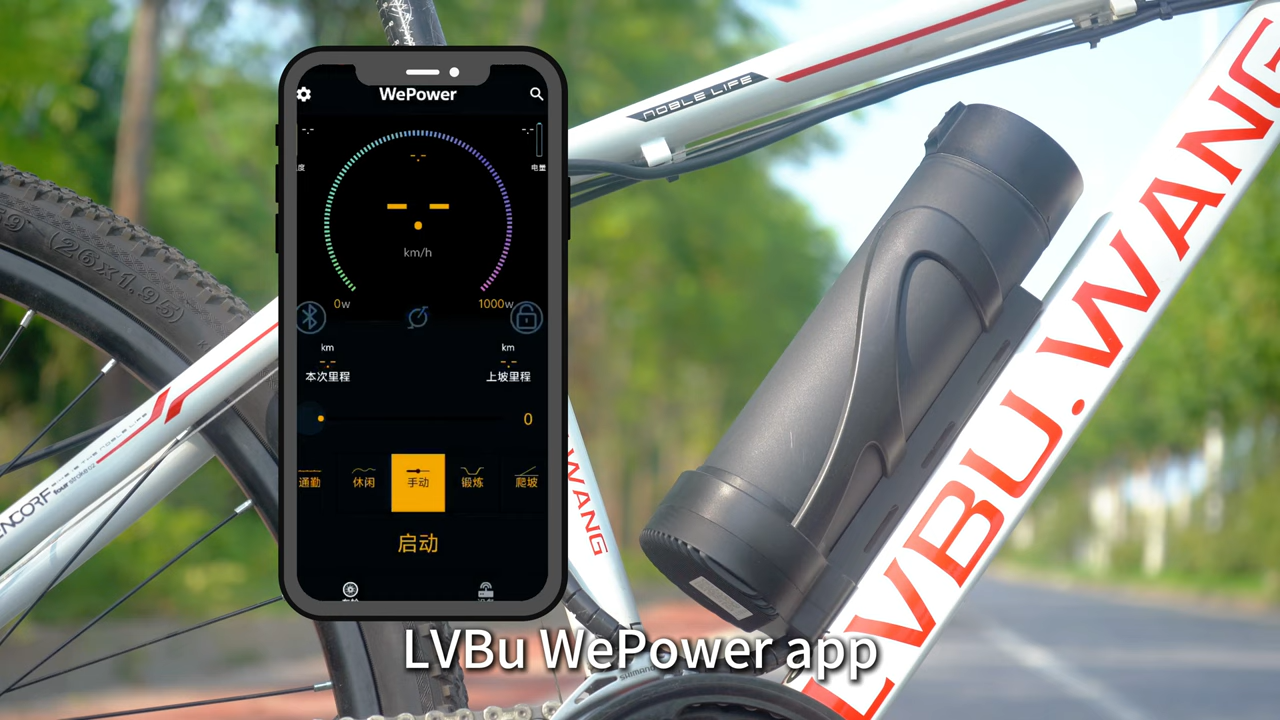 WePower
度
电量
km/h
0w
1000w
km
km
本次里程
上坡里程
0
通勤
休闲
手动
锻炼
爬坡
启动
NOBLE LIFE
(26x1.95)
LVBU.WANG
WANG
LVBu WePower app